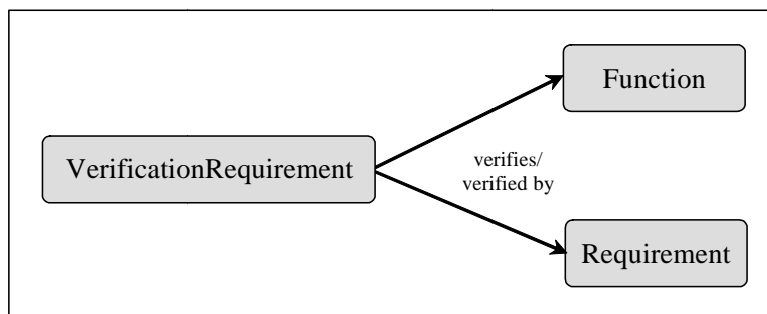 Function
VerificationRequirement
verifies/
verified by
Requirement